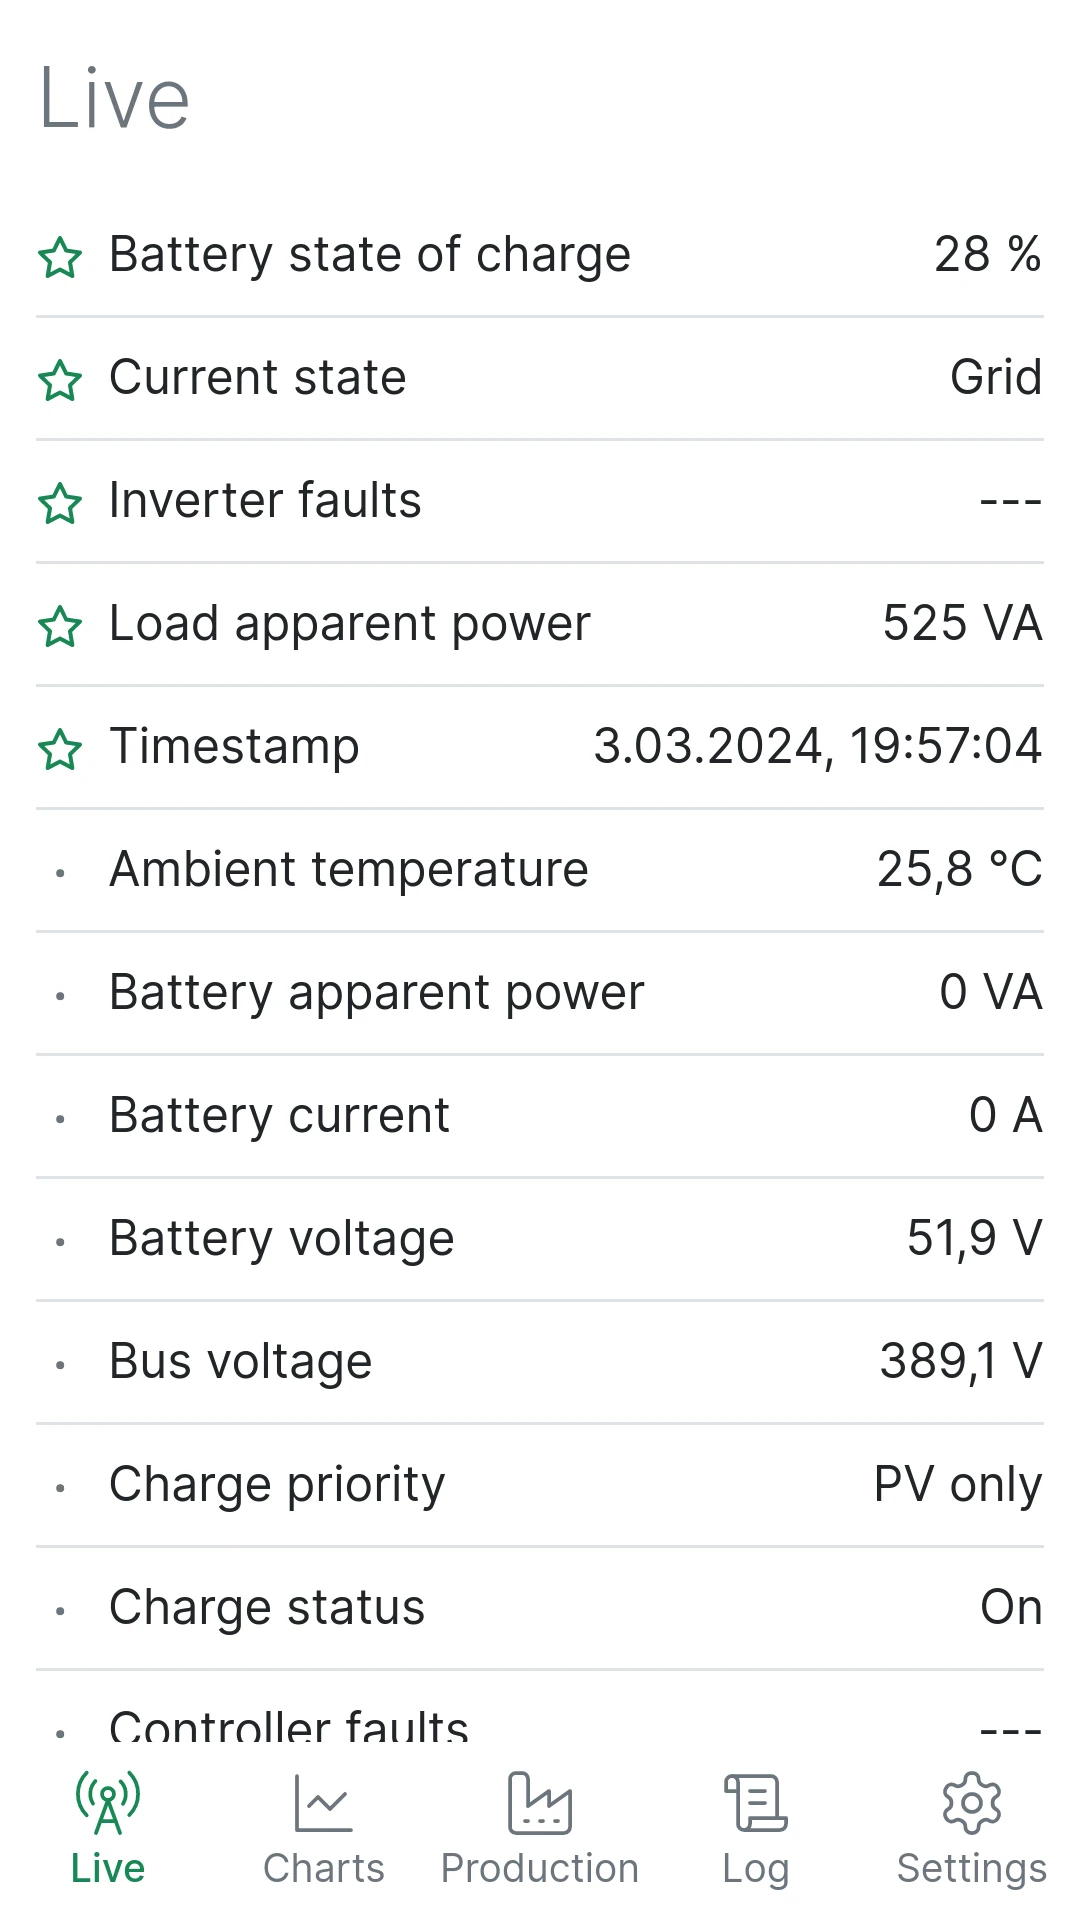 Live
Battery state of charge 28 %
Current state Grid
Inverter faults ---
Load apparent power 525 VA
Timestamp 3.03.2024, 19:57:04
Ambient temperature 25,8 °C
Battery apparent power 0 VA
Battery current 0 A
Battery voltage 51,9 V
Bus voltage 389,1 V
Charge priority PV only
Charge status On
Controller faults ---
Live Charts Production Log Settings